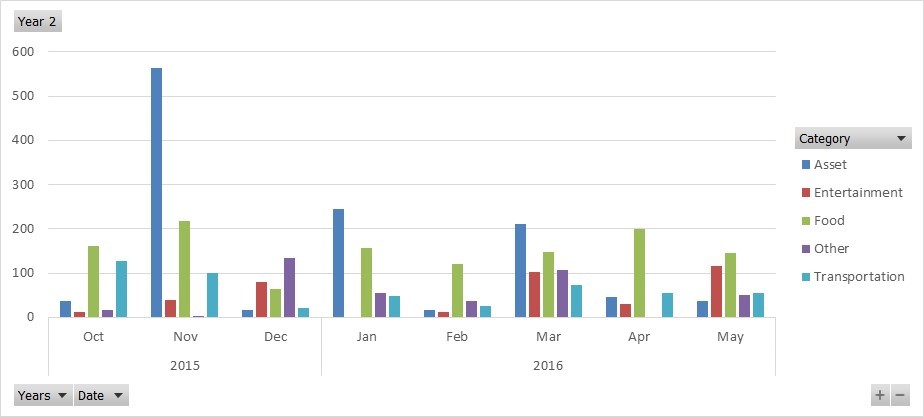 Year 2
600
500
400
300
200
100
0
Oct Nov Dec Jan Feb Mar Apr May
2015 2016
Category
Asset
Entertainment
Food
Other
Transportation
Years Date + −